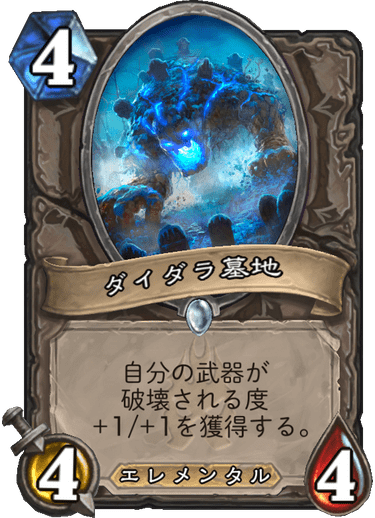 4
ダイダラ墓地
自分の武器が
破壊される度
+1/+1を獲得する。
4
エレメンタル
4